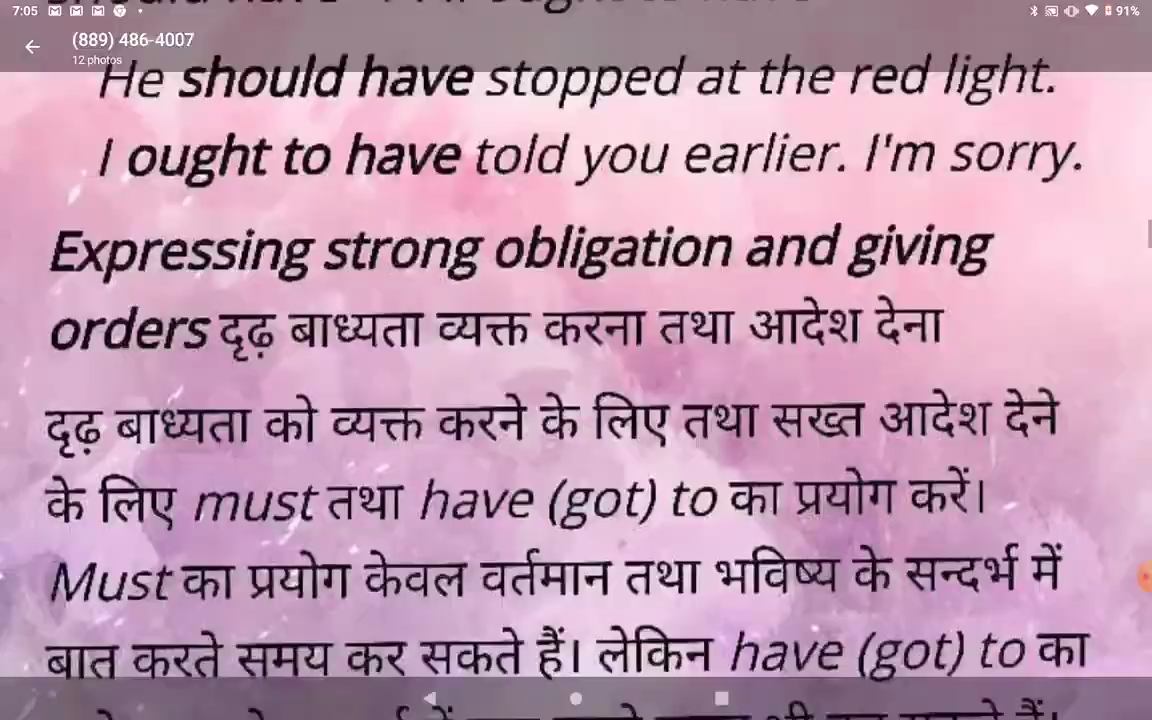 7:05 91%
(889) 486-4007
12 photos
He should have stopped at the red light.
I ought to have told you earlier. I'm sorry.
Expressing strong obligation and giving
orders दृढ़ बाध्यता व्यक्त करना तथा आदेश देना
दृढ़ बाध्यता को व्यक्त करने के लिए तथा सख्त आदेश देने
के लिए must तथा have (got) to का प्रयोग करें।
Must का प्रयोग केवल वर्तमान तथा भविष्य के सन्दर्भ में
बात करते समय कर सकते हैं। लेकिन have (got) to का